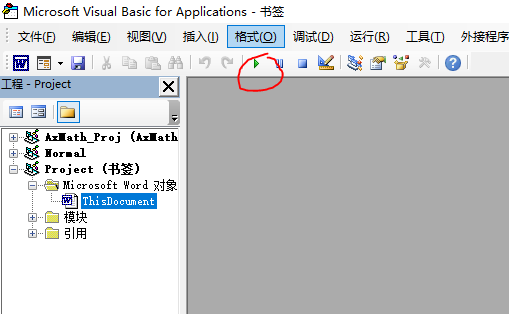 Microsoft Visual Basic for Applications - 书签
文件(F) 编辑(E) 视图(V) 插入(I) 格式(O) 调试(D) 运行(R) 工具(T) 外接程序
工程 - Project
AxMath_Proj (AxMath
Normal
Project (书签)
Microsoft Word 对象
ThisDocument
模块
引用